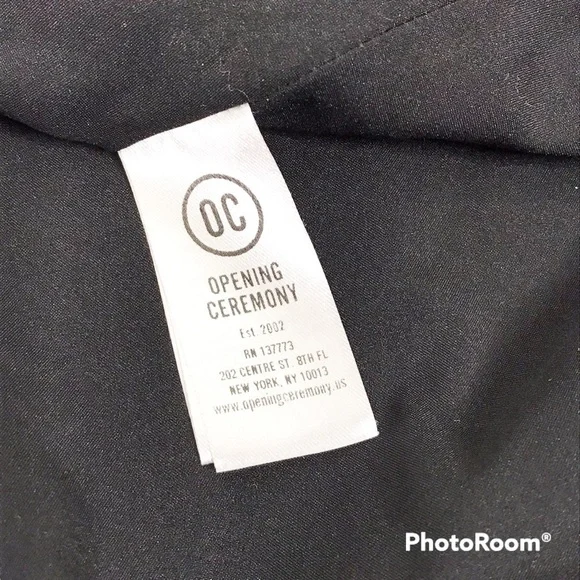 OC
OPENING
CEREMONY
Est. 2002
RN 137773
202 CENTRE ST. 8TH FL
NEW YORK, NY 10013
www.openingceremony.us
PhotoRoom®